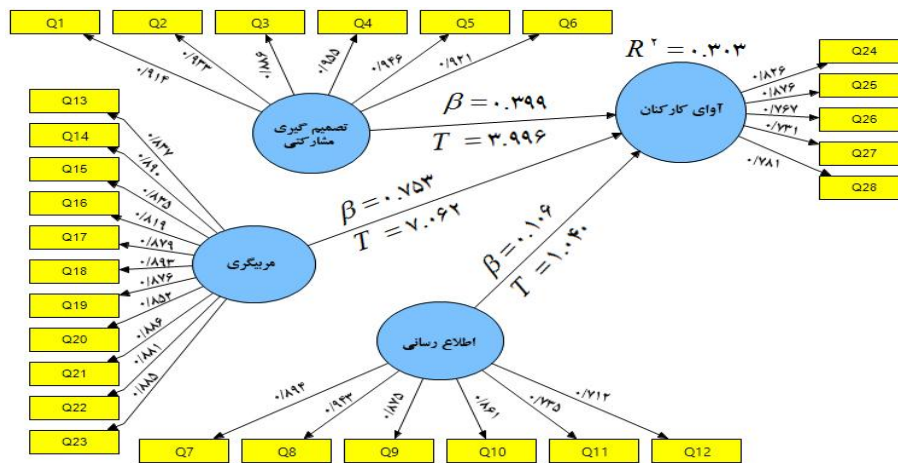 Q1
Q2
Q3
Q4
Q5
Q6
۰/۹۱۴
۰/۹۳۳
۰/۹۵۵
۰/۹۴۶
۰/۹۲۱
تصمیم گیری
مشارکتی
β = ۰.۳۹۹
T = ۳.۹۹۶
R ۲ = ۰.۳۰۳
آوای کارکنان
Q24
Q25
Q26
Q27
Q28
۰/۸۲۶
۰/۸۷۶
۰/۷۶۷
۰/۷۳۱
۰/۷۸۱
Q13
Q14
Q15
Q16
Q17
Q18
Q19
Q20
Q21
Q22
Q23
۰/۸۳۷
۰/۸۹۰
۰/۸۳۵
۰/۸۱۹
۰/۸۷۹
۰/۸۹۳
۰/۸۷۶
۰/۸۵۲
۰/۸۸۶
۰/۸۸۱
۰/۸۸۵
مربیگری
β = ۰.۷۵۳
T = ۷.۰۶۲
β = ۰.۱۰۶
T = ۱.۰۴۰
اطلاع رسانی
۰/۸۹۴
۰/۹۴۳
۰/۸۷۵
۰/۸۶۱
۰/۷۳۵
۰/۷۱۲
Q7
Q8
Q9
Q10
Q11
Q12